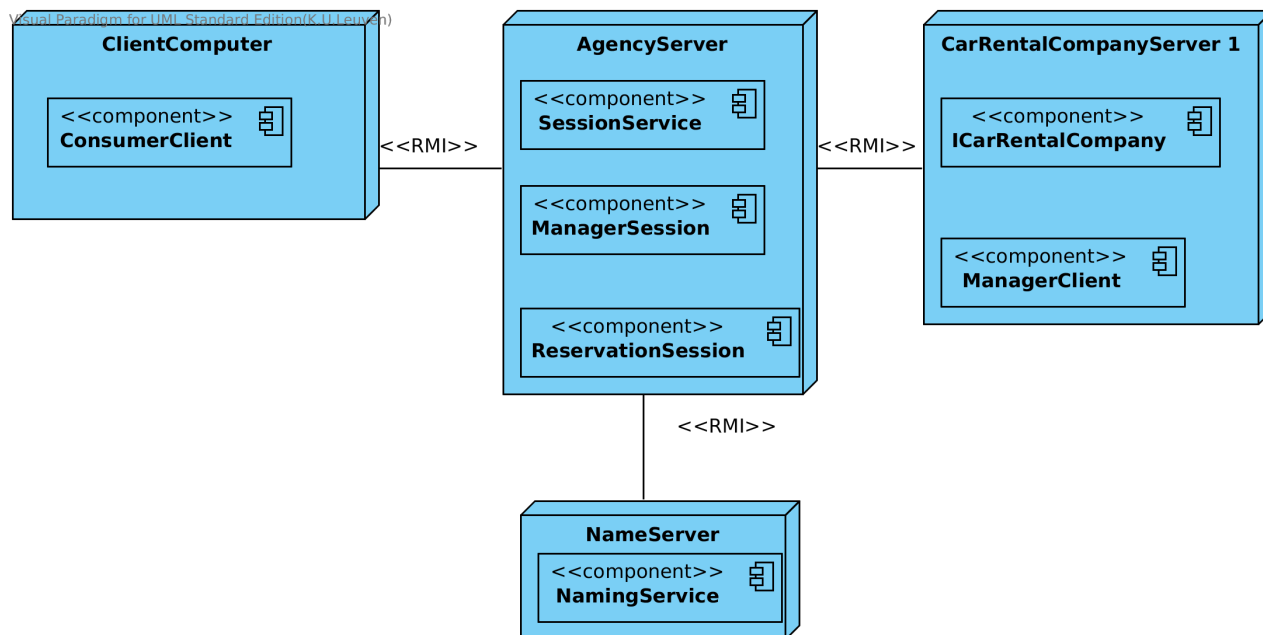 Visual Paradigm for UML Standard Edition(K.U.Leuven)
ClientComputer
<<component>>
ConsumerClient
<<RMI>>
AgencyServer
<<component>>
SessionService
<<component>>
ManagerSession
<<component>>
ReservationSession
<<RMI>>
CarRentalCompanyServer 1
<<component>>
ICarRentalCompany
<<component>>
ManagerClient
<<RMI>>
NameServer
<<component>>
NamingService